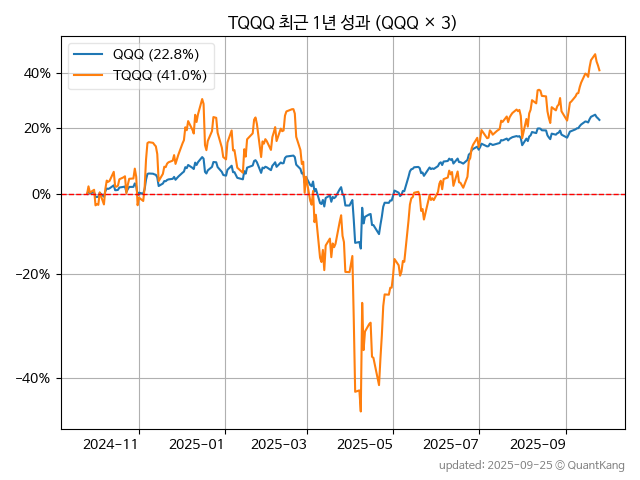 TQQQ 최근 1년 성과 (QQQ × 3)
QQQ (22.8%)
TQQQ (41.0%)
40%
20%
0%
−20%
−40%
2024−11 2025−01 2025−03 2025−05 2025−07 2025−09
updated: 2025-09-25 © QuantKang